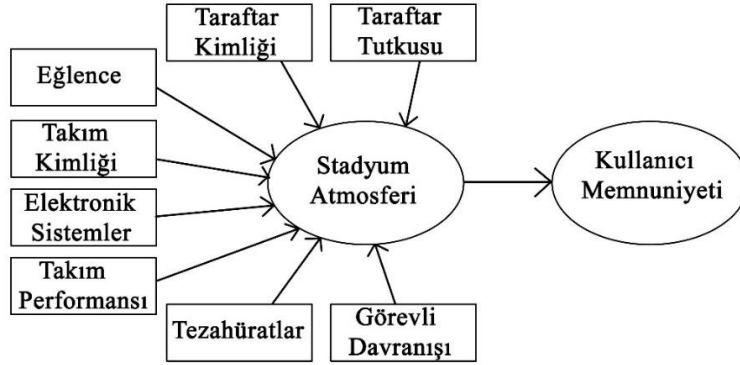 Taraftar
Kimliği
Taraftar
Tutkusu
Eğlence
Takım
Kimliği
Elektronik
Sistemler
Takım
Performansı
Tezahüratlar
Görevli
Davranışı
Stadyum
Atmosferi
Kullanıcı
Memnuniyeti